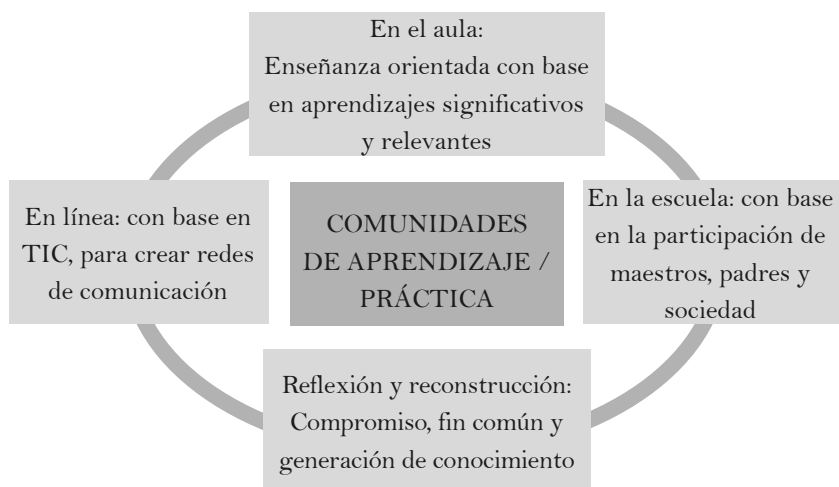 En el aula:
Enseñanza orientada con base
en aprendizajes significativos
y relevantes
En línea: con base en
TIC, para crear redes
de comunicación
COMUNIDADES
DE APRENDIZAJE /
PRÁCTICA
En la escuela: con base
en la participación de
maestros, padres y
sociedad
Reflexión y reconstrucción:
Compromiso, fin común y
generación de conocimiento